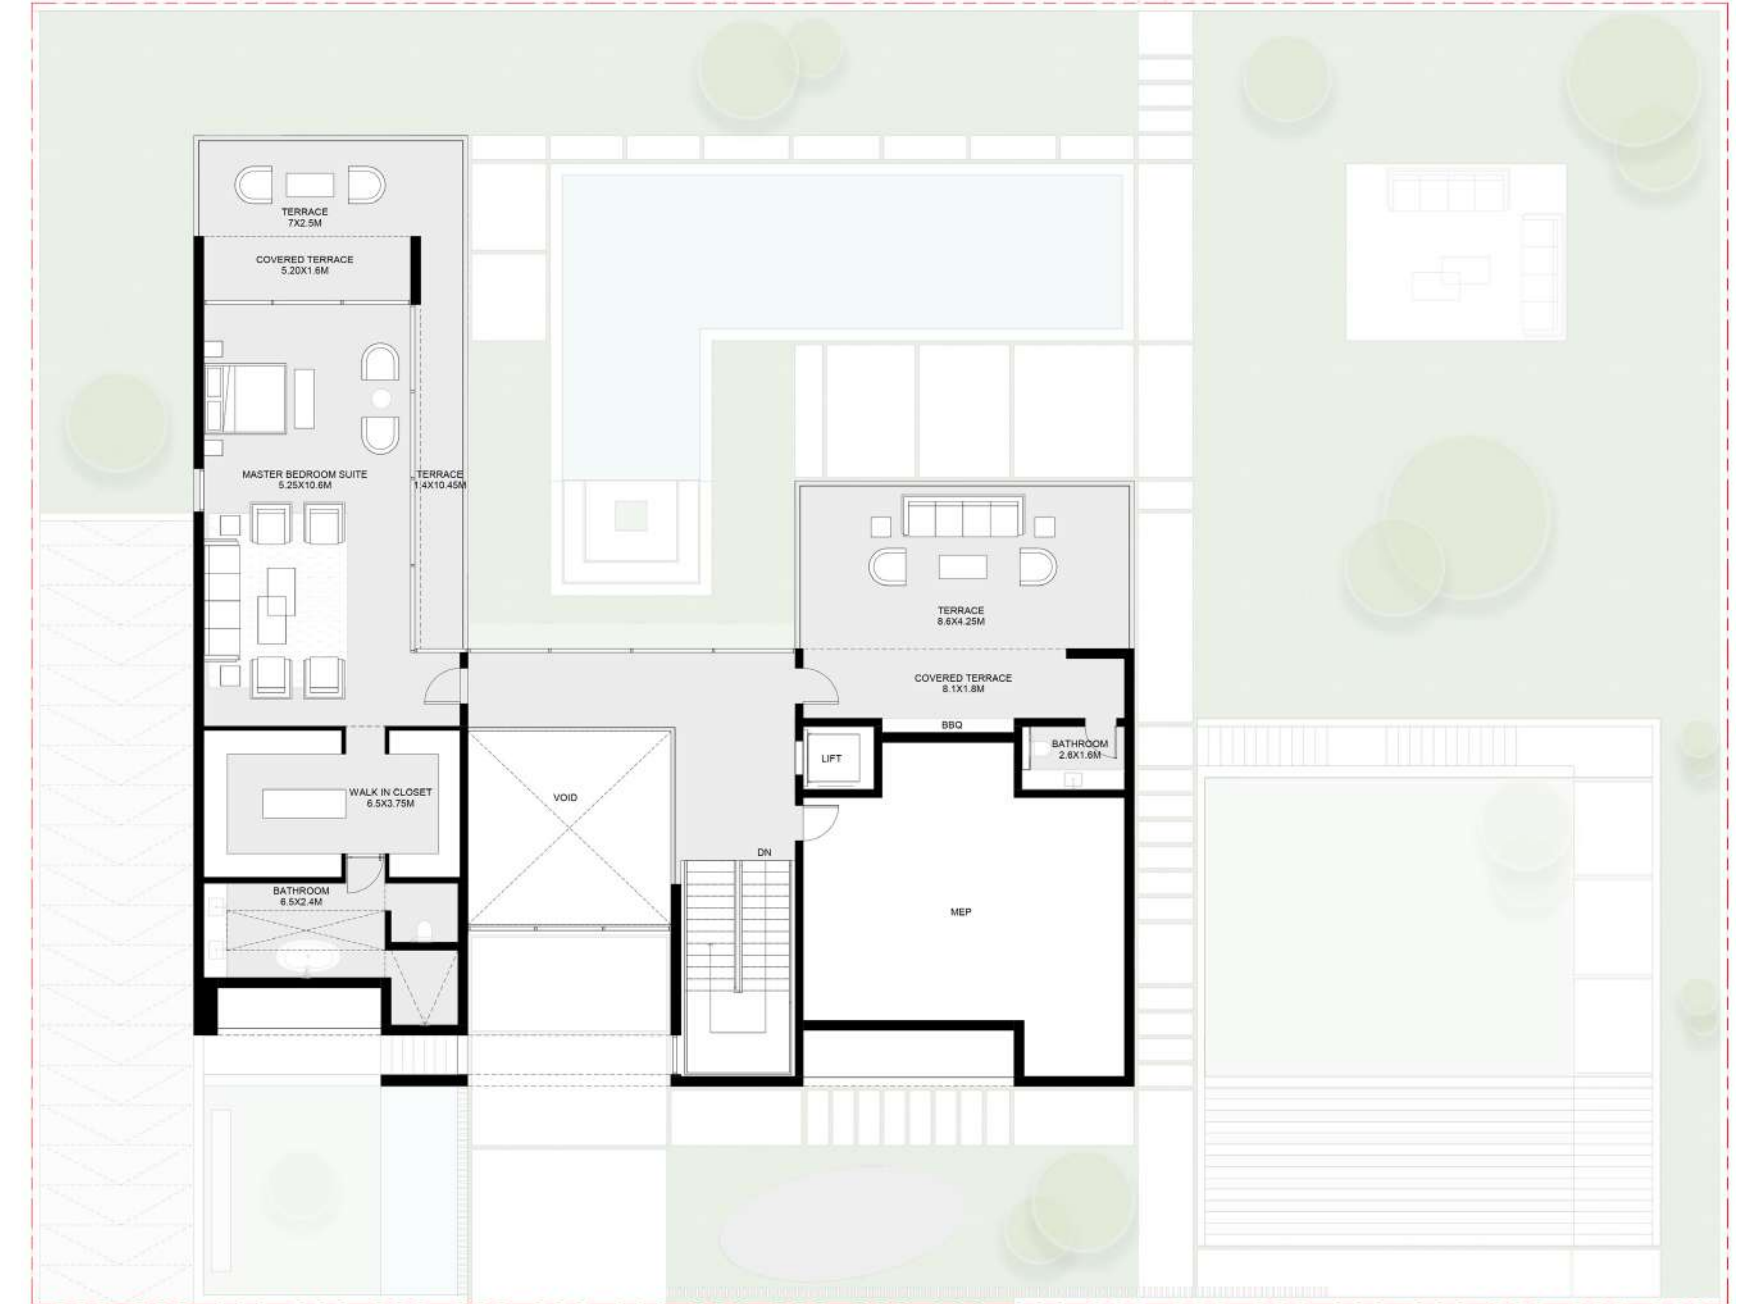 TERRACE
7X2.5M
COVERED TERRACE
5.20X1.6M
MASTER BEDROOM SUITE
5.25X10.6M
TERRACE
1.4X10.45M
TERRACE
8.6X4.25M
COVERED TERRACE
8.1X1.8M
BBQ
LIFT
BATHROOM
2.6X1.6M
WALK IN CLOSET
6.5X3.75M
VOID
DN
BATHROOM
6.5X2.4M
MEP